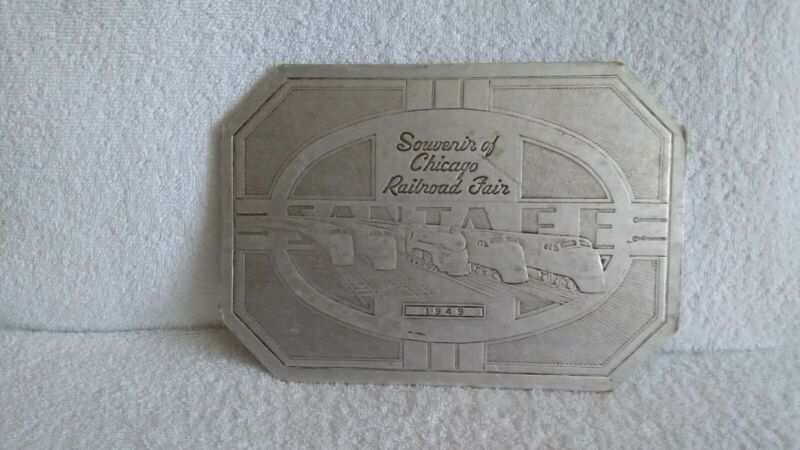 Souvenir of
Chicago
Railroad Fair
SANTA FE
1949